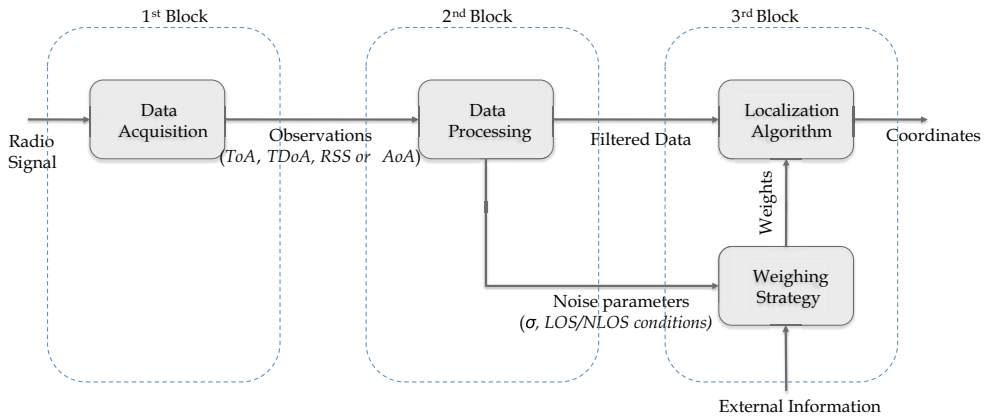 1st Block
2nd Block
3rd Block
Data
Acquisition
Data
Processing
Localization
Algorithm
Radio
Signal
Observations
(ToA, TDoA, RSS or AoA)
Filtered Data
Coordinates
Weights
Weighing
Strategy
Noise parameters
(σ, LOS/NLOS conditions)
External Information